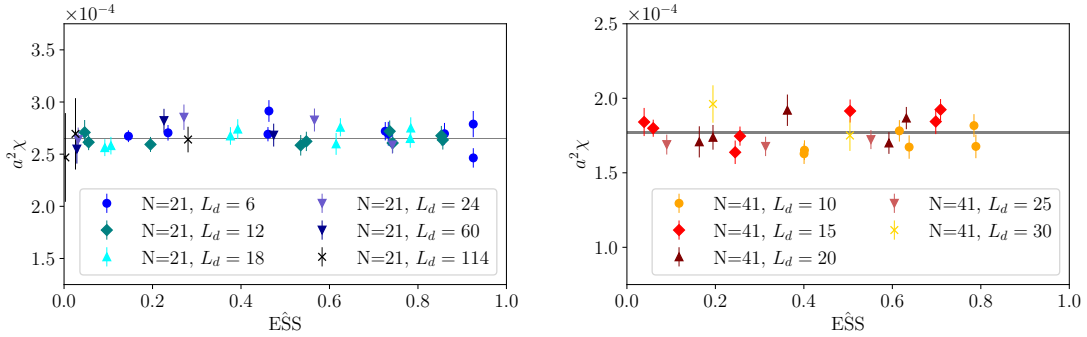 ×10⁻⁴
3.5
3.0
2.5
2.0
1.5
a²χ
N=21, L_d = 6
N=21, L_d = 12
N=21, L_d = 18
N=21, L_d = 24
N=21, L_d = 60
N=21, L_d = 114
0.0 0.2 0.4 0.6 0.8 1.0
ESŜ
×10⁻⁴
2.5
2.0
1.5
1.0
a²χ
N=41, L_d = 10
N=41, L_d = 15
N=41, L_d = 20
N=41, L_d = 25
N=41, L_d = 30
0.0 0.2 0.4 0.6 0.8 1.0
ESŜ